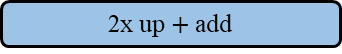 2x up + add